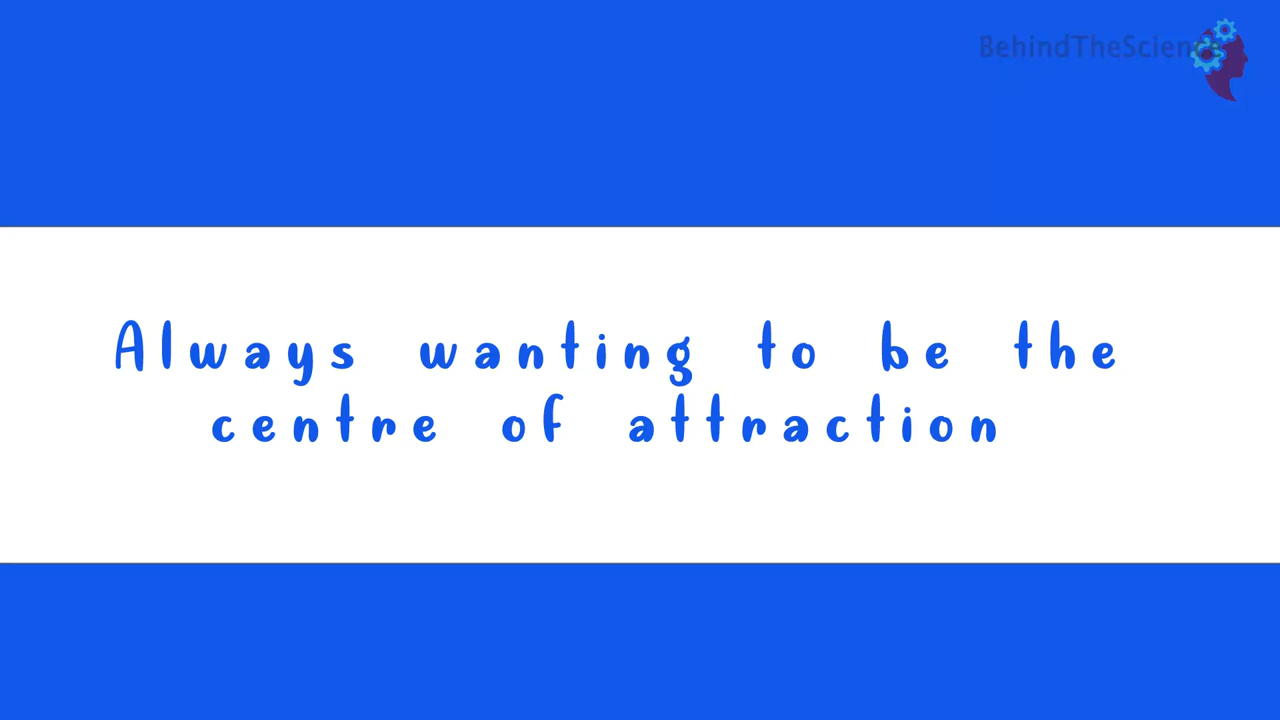 BehindTheScience
Always wanting to be the
centre of attraction